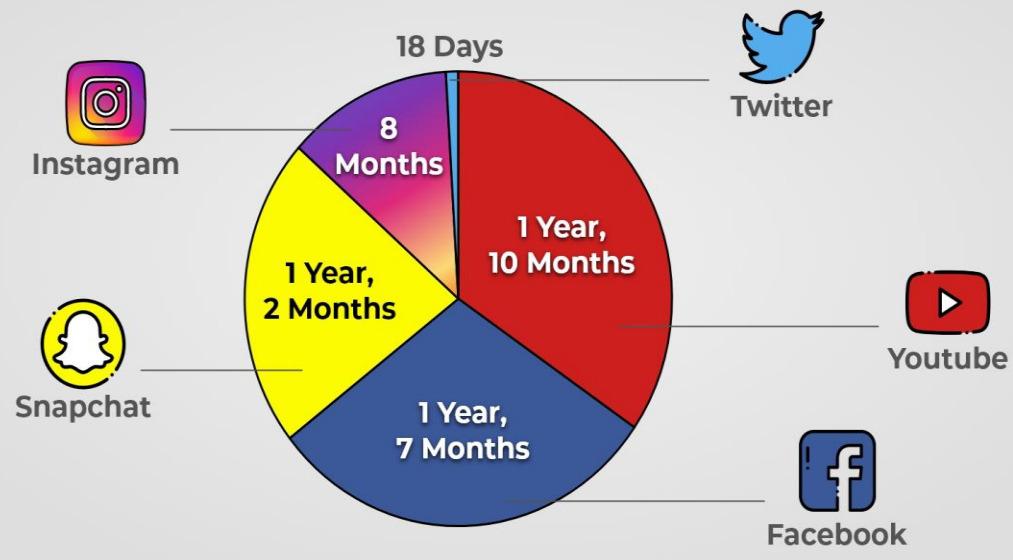 18 Days
Twitter
Instagram
8
Months
1 Year,
10 Months
1 Year,
2 Months
Youtube
Snapchat
1 Year,
7 Months
Facebook